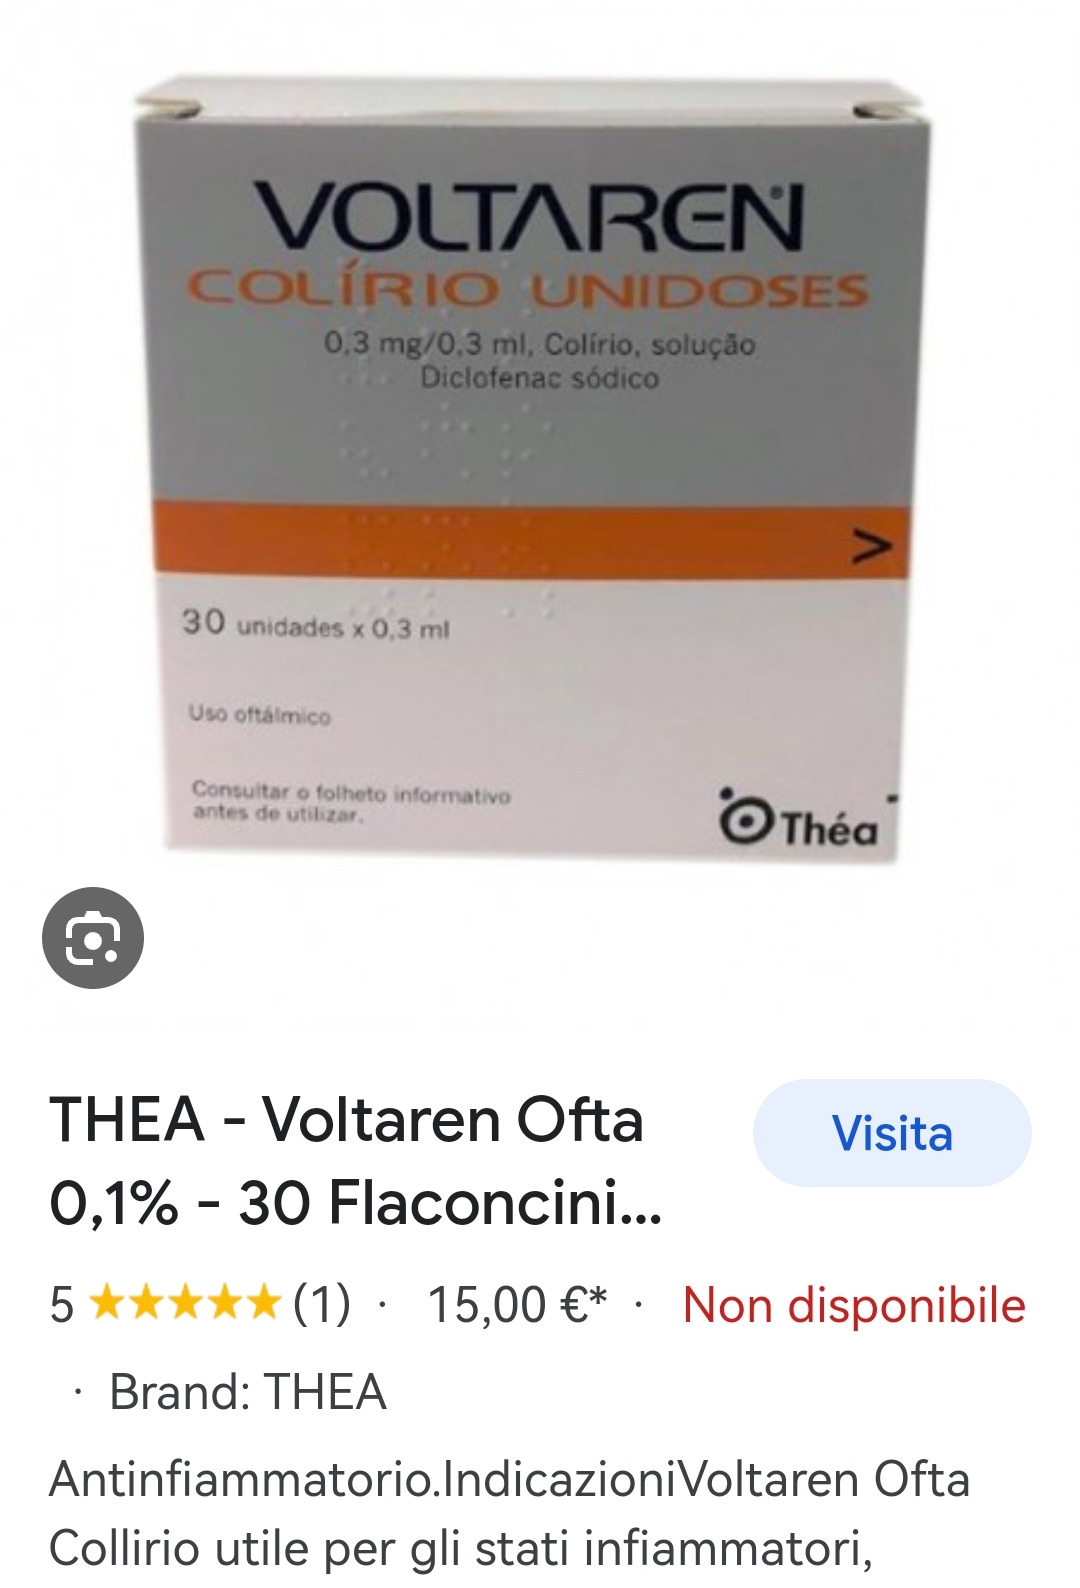 VOLTAREN®
COLÍRIO UNIDOSES
0,3 mg/0,3 ml, Colírio, solução
Diclofenac sódico
>
30 unidades x 0,3 ml
Uso oftálmico
Consultar o folheto informativo
antes de utilizar.
Théa
THEA - Voltaren Ofta
0,1% - 30 Flaconcini...
Visita
5 ★★★★★ (1) · 15,00 €* · Non disponibile
· Brand: THEA
Antinfiammatorio.IndicazioniVoltaren Ofta
Collirio utile per gli stati infiammatori,